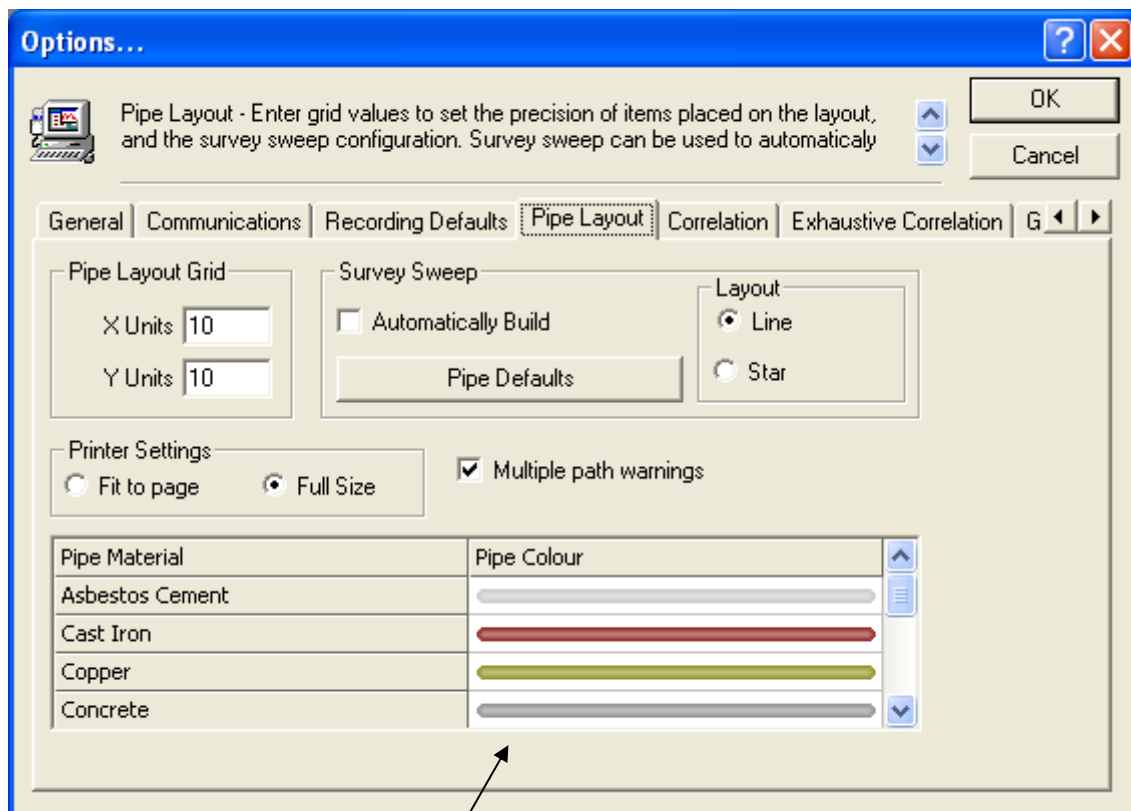 Options...
Pipe Layout - Enter grid values to set the precision of items placed on the layout,
and the survey sweep configuration. Survey sweep can be used to automaticaly
OK
Cancel
General Communications Recording Defaults Pipe Layout Correlation Exhaustive Correlation G
Pipe Layout Grid
X Units 10
Y Units 10
Survey Sweep
Automatically Build
Pipe Defaults
Layout
Line
Star
Printer Settings
Fit to page Full Size
Multiple path warnings
Pipe Material Pipe Colour
Asbestos Cement
Cast Iron
Copper
Concrete